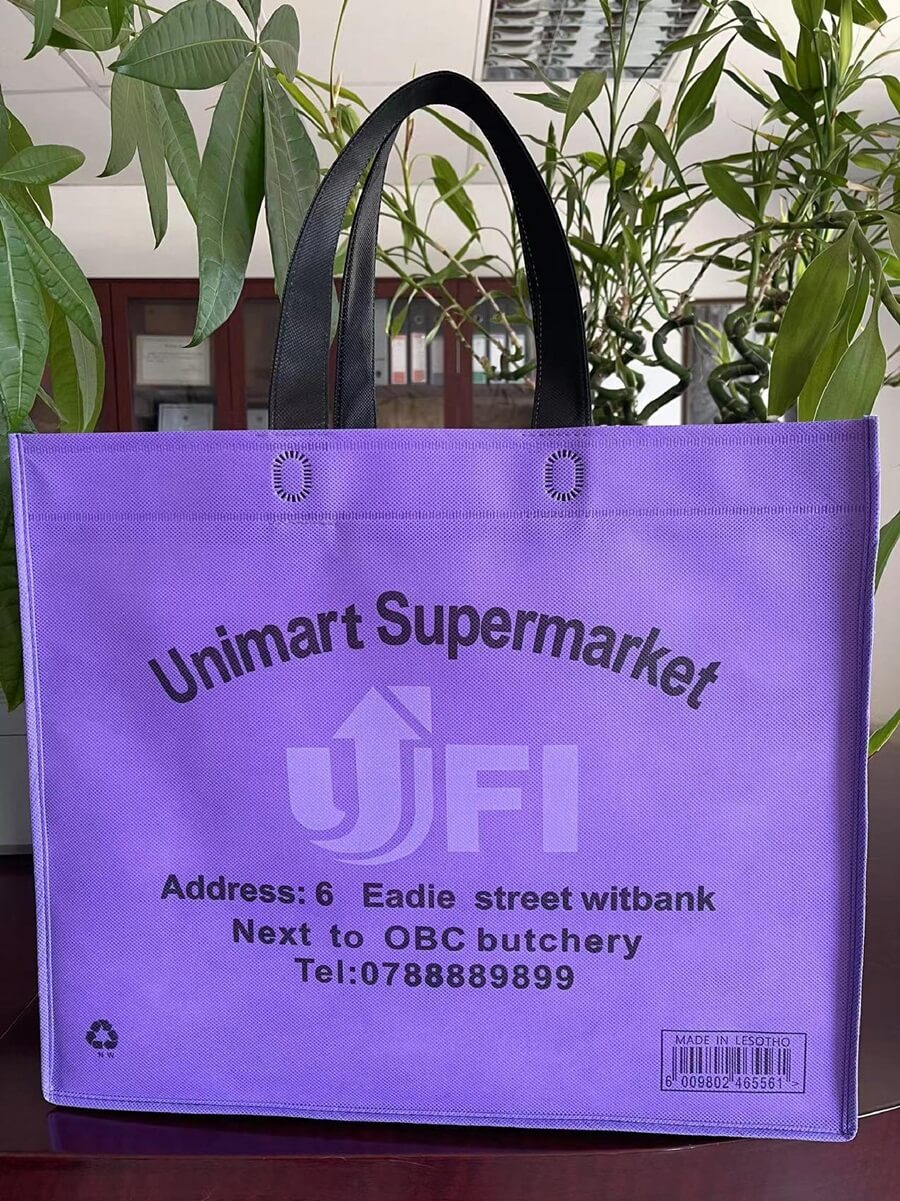 Unimart Supermarket
UFI
Address: 6 Eadie street witbank
Next to OBC butchery
Tel:0788889899
NW
MADE IN LESOTHO
6 009802 465561 >